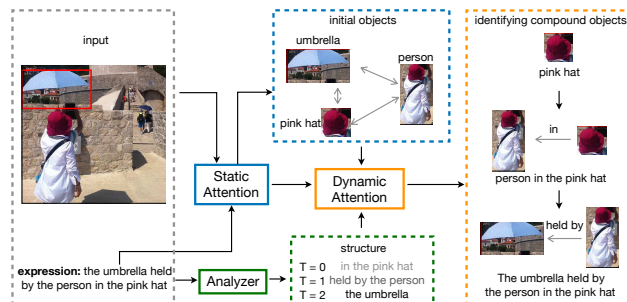 input
expression: the umbrella held
by the person in the pink hat
Static
Attention
Analyzer
initial objects
umbrella
person
pink hat
Dynamic
Attention
structure
T = 0 in the pink hat
T = 1 held by the person
T = 2 the umbrella
identifying compound objects
pink hat
in
person in the pink hat
held by
The umbrella held
by the person in the pink hat